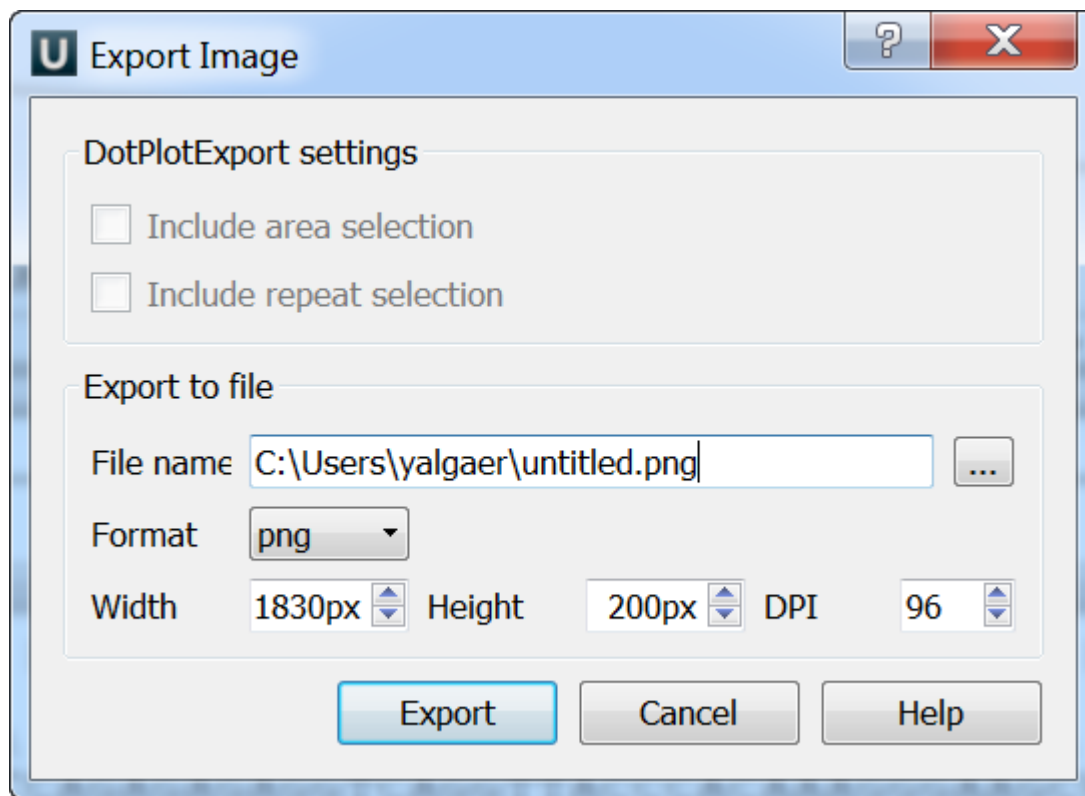 U Export Image ?
DotPlotExport settings
Include area selection
Include repeat selection
Export to file
File name C:\Users\yalgaer\untitled.png ...
Format png
Width 1830px Height 200px DPI 96
Export Cancel Help